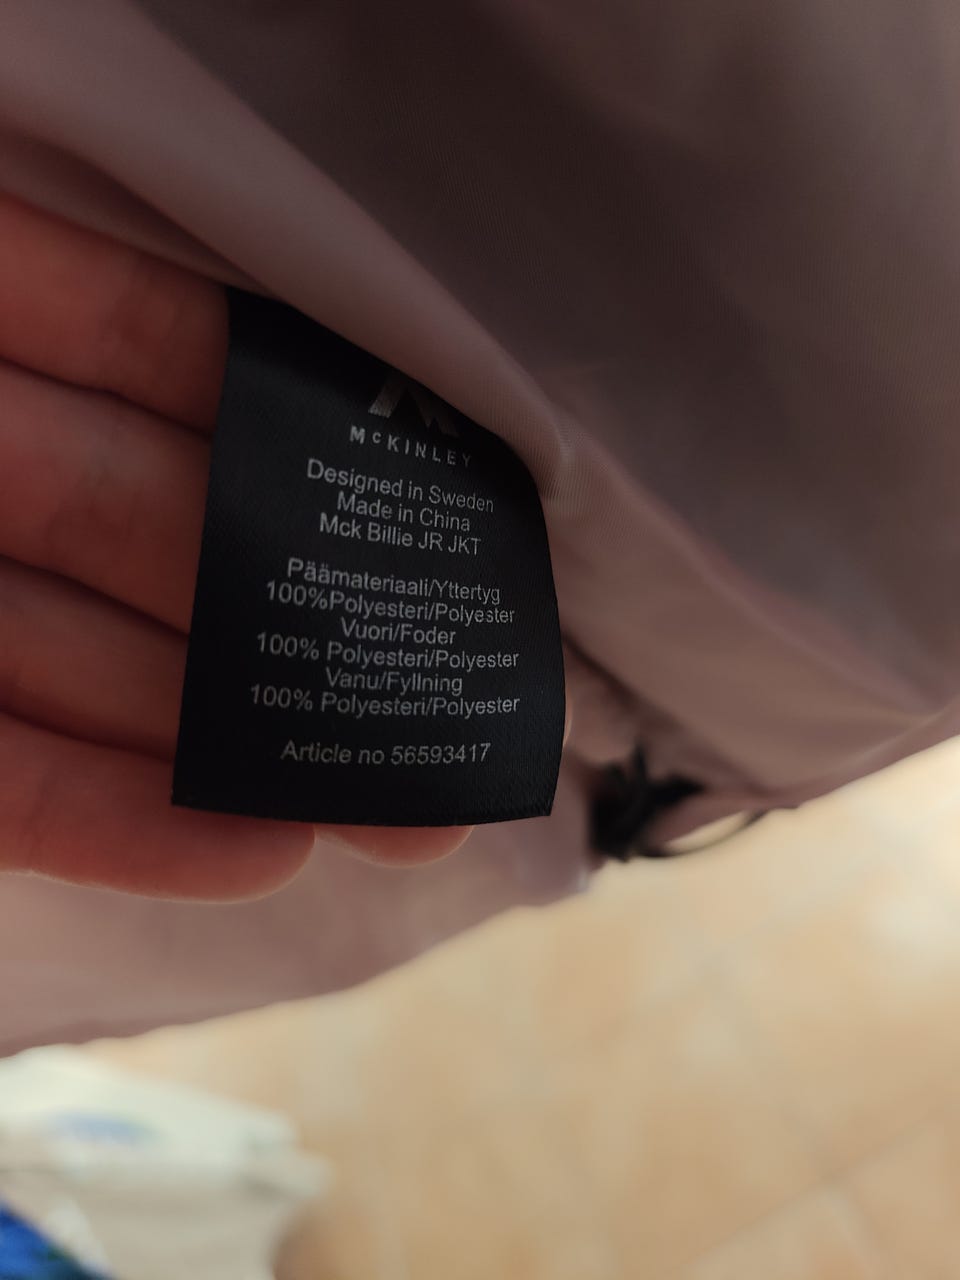 McKINLEY
Designed in Sweden
Made in China
Mck Billie JR JKT
Päämateriaali/Yttertyg
100%Polyesteri/Polyester
Vuori/Foder
100% Polyesteri/Polyester
Vanu/Fyllning
100% Polyesteri/Polyester
Article no 56593417